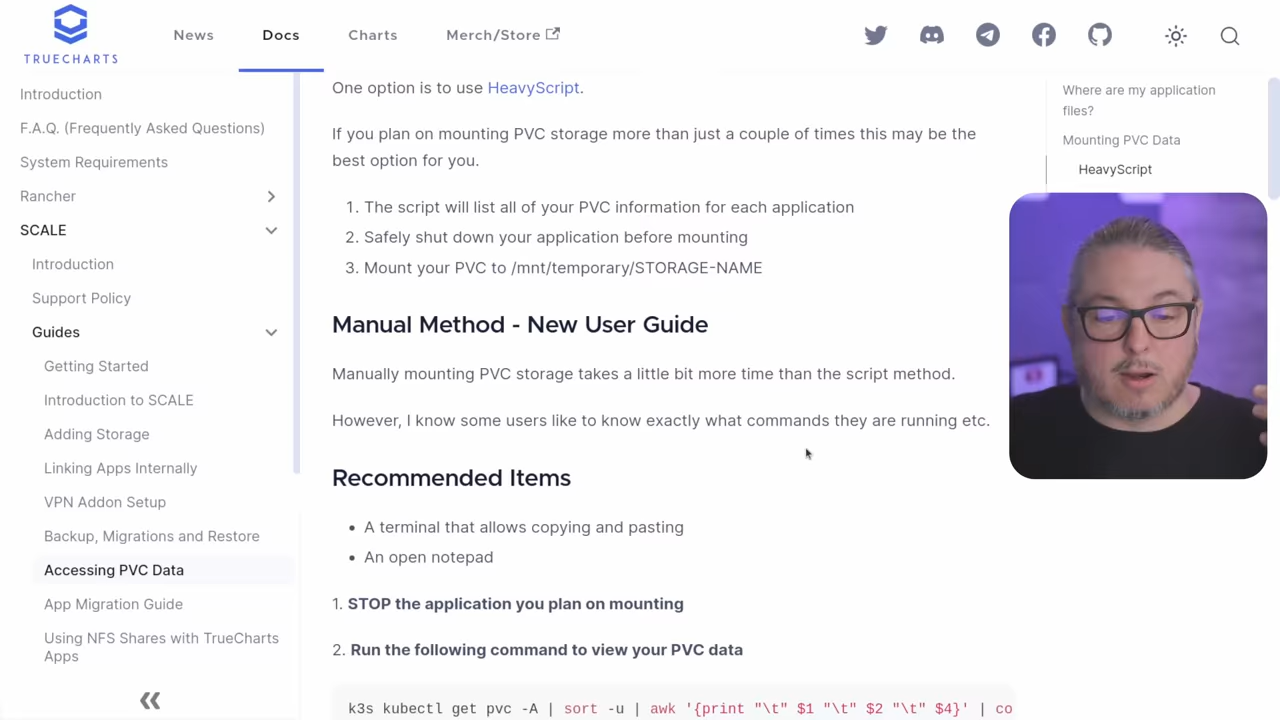 TRUECHARTS
News
Docs
Charts
Merch/Store
Introduction
F.A.Q. (Frequently Asked Questions)
System Requirements
Rancher
SCALE
Introduction
Support Policy
Guides
Getting Started
Introduction to SCALE
Adding Storage
Linking Apps Internally
VPN Addon Setup
Backup, Migrations and Restore
Accessing PVC Data
App Migration Guide
Using NFS Shares with TrueCharts
Apps
One option is to use HeavyScript.
If you plan on mounting PVC storage more than just a couple of times this may be the
best option for you.
1. The script will list all of your PVC information for each application
2. Safely shut down your application before mounting
3. Mount your PVC to /mnt/temporary/STORAGE-NAME
Manual Method - New User Guide
Manually mounting PVC storage takes a little bit more time than the script method.
However, I know some users like to know exactly what commands they are running etc.
Recommended Items
• A terminal that allows copying and pasting
• An open notepad
1. STOP the application you plan on mounting
2. Run the following command to view your PVC data
k3s kubectl get pvc -A | sort -u | awk '{print "\t" $1 "\t" $2 "\t" $4}' | co
Where are my application
files?
Mounting PVC Data
HeavyScript